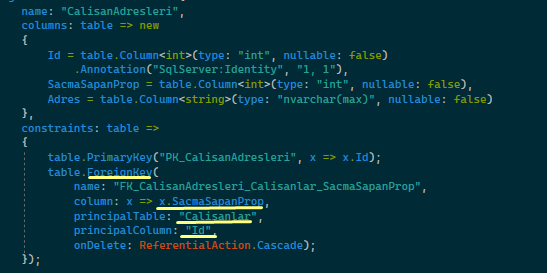 name: "CalisanAdresleri",
columns: table => new
{
Id = table.Column<int>(type: "int", nullable: false)
.Annotation("SqlServer:Identity", "1, 1"),
SacmaSapanProp = table.Column<int>(type: "int", nullable: false),
Adres = table.Column<string>(type: "nvarchar(max)", nullable: false)
},
constraints: table =>
{
table.PrimaryKey("PK_CalisanAdresleri", x => x.Id);
table.ForeignKey(
name: "FK_CalisanAdresleri_Calisanlar_SacmaSapanProp",
column: x => x.SacmaSapanProp,
principalTable: "Calisanlar",
principalColumn: "Id",
onDelete: ReferentialAction.Cascade);
});